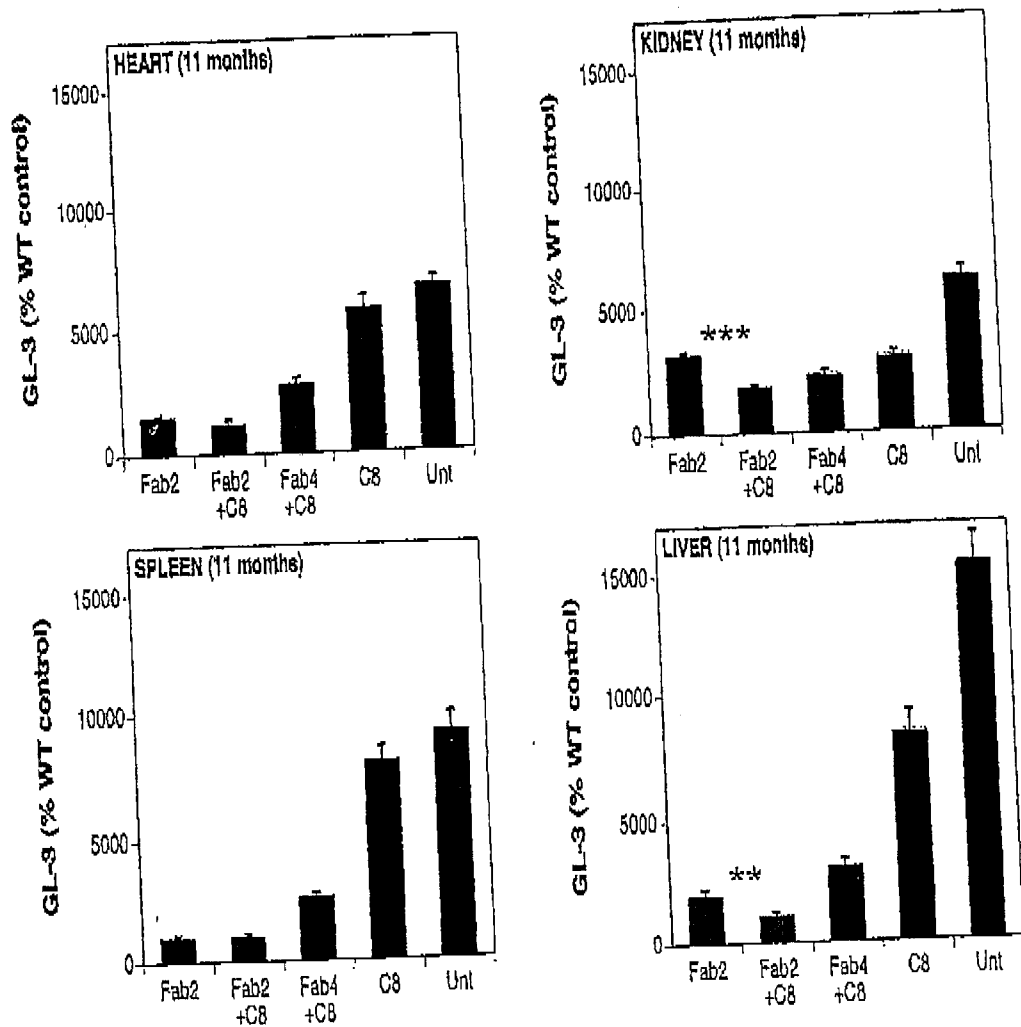 HEART (11 months)
GL-3 (% WT control)
15000
10000
5000
0
Fab2
Fab2
+C8
Fab4
+C8
C8
Unt
KIDNEY (11 months)
GL-3 (% WT control)
15000
10000
5000
0
***
Fab2
Fab2
+C8
Fab4
+C8
C8
Unt
SPLEEN (11 months)
GL-3 (% WT control)
15000
10000
5000
0
Fab2
Fab2
+C8
Fab4
+C8
C8
Unt
LIVER (11 months)
GL-3 (% WT control)
15000
10000
5000
0
**
Fab2
Fab2
+C8
Fab4
+C8
C8
Unt